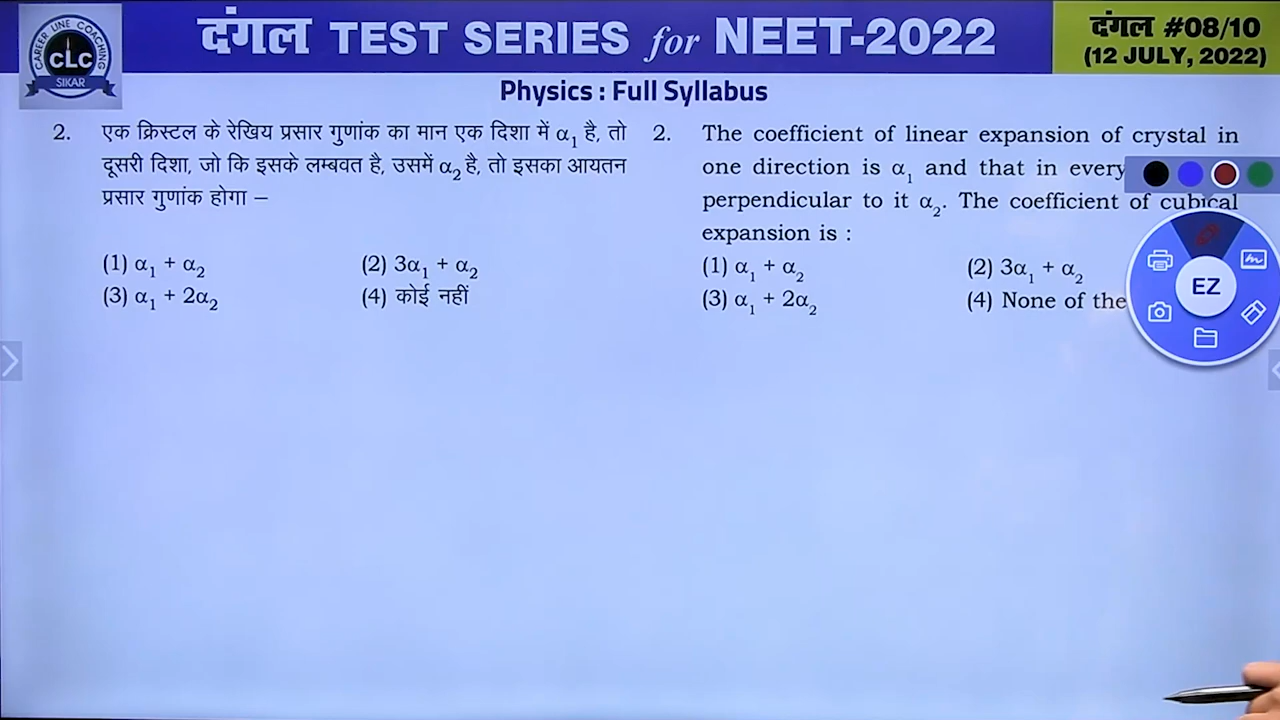 CAREER LINE COACHING
CLC
SIKAR
दंगल TEST SERIES for NEET-2022
दंगल #08/10
(12 JULY, 2022)
Physics : Full Syllabus
2. एक क्रिस्टल के रेखिय प्रसार गुणांक का मान एक दिशा में α₁ है, तो
दूसरी दिशा, जो कि इसके लम्बवत है, उसमें α₂ है, तो इसका आयतन
प्रसार गुणांक होगा –
(1) α₁ + α₂ (2) 3α₁ + α₂
(3) α₁ + 2α₂ (4) कोई नहीं
2. The coefficient of linear expansion of crystal in
one direction is α₁ and that in every
perpendicular to it α₂. The coefficient of cubical
expansion is :
(1) α₁ + α₂ (2) 3α₁ + α₂
(3) α₁ + 2α₂ (4) None of the
EZ